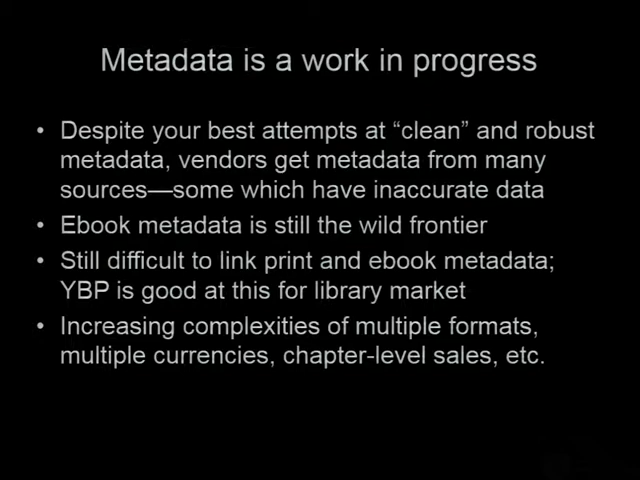 Metadata is a work in progress
• Despite your best attempts at “clean” and robust
metadata, vendors get metadata from many
sources—some which have inaccurate data
• Ebook metadata is still the wild frontier
• Still difficult to link print and ebook metadata;
YBP is good at this for library market
• Increasing complexities of multiple formats,
multiple currencies, chapter-level sales, etc.